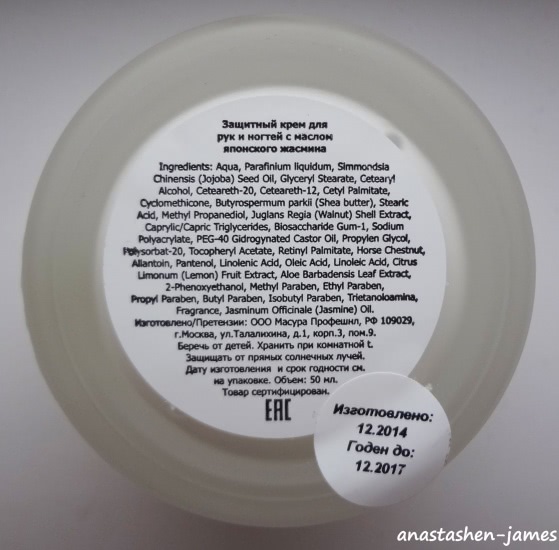 Защитный крем для
рук и ногтей с маслом
японского жасмина
Ingredients: Aqua, Parafinium liquidum, Simmondsia
Chinensis (Jojoba) Seed Oil, Glyceryl Stearate, Cetearyl
Alcohol, Ceteareth-20, Ceteareth-12, Cetyl Palmitate,
Cyclomethicone, Butyrospermum parkii (Shea butter), Stearic
Acid, Methyl Propanediol, Juglans Regia (Walnut) Shell Extract,
Caprylic/Capric Triglycerides, Biosaccharide Gum-1, Sodium
Polyacrylate, PEG-40 Gidrogynated Castor Oil, Propylen Glycol,
Polysorbat-20, Tocopheryl Acetate, Retinyl Palmitate, Horse Chestnut,
Allantoin, Pantenol, Linolenic Acid, Oleic Acid, Linoleic Acid, Citrus
Limonum (Lemon) Fruit Extract, Aloe Barbadensis Leaf Extract,
2-Phenoxyethanol, Methyl Paraben, Ethyl Paraben,
Propyl Paraben, Butyl Paraben, Isobutyl Paraben, Trietanoloamina,
Fragrance, Jasminum Officinale (Jasmine) Oil.
Изготовлено/Претензии: ООО Масура Профешнл, РФ 109029,
г.Москва, ул.Талалихина, д.1, корп.3, пом.9.
Беречь от детей. Хранить при комнатной t.
Защищать от прямых солнечных лучей.
Дату изготовления и срок годности см.
на упаковке. Объем: 50 мл.
Товар сертифицирован.
EAC
Изготовлено:
12.2014
Годен до:
12.2017
anastashen-james